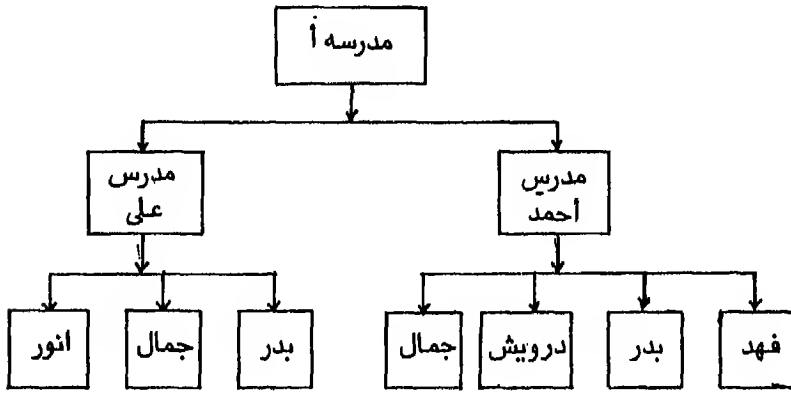 مدرسه أ
مدرس
أحمد
مدرس
على
فهد
بدر
درويش
جمال
بدر
جمال
انور